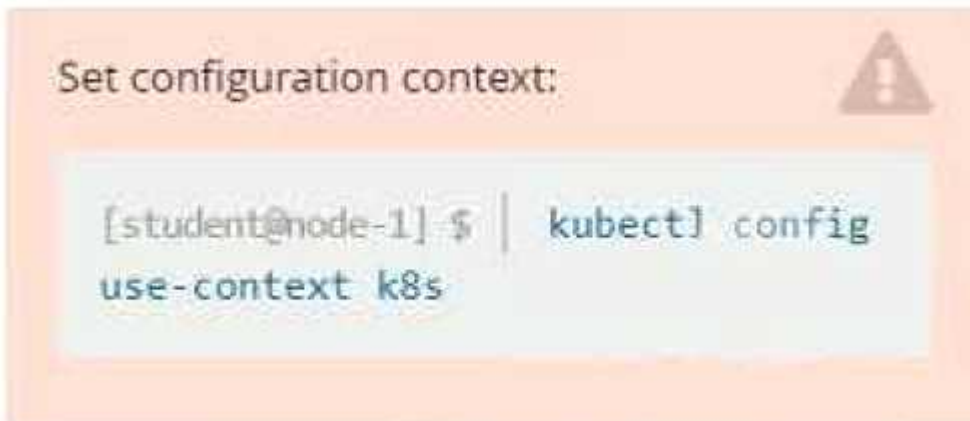 Set configuration context:
[student@node-1] $ | kubectl config
use-context k8s